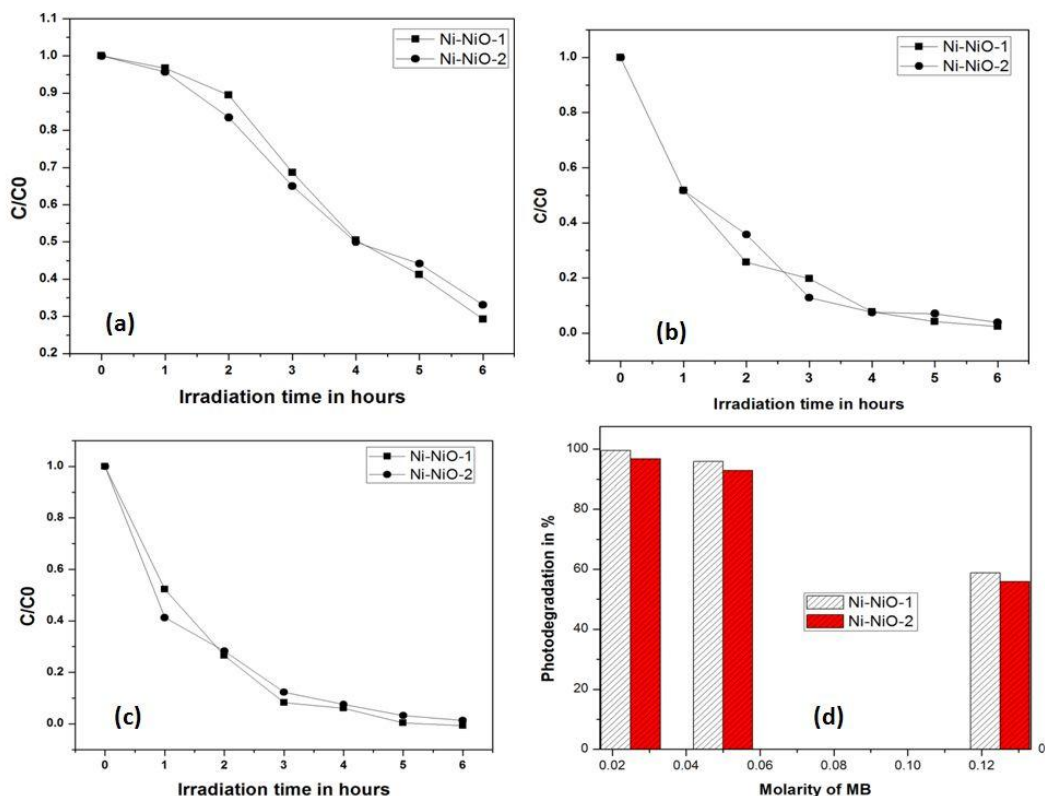 1.1
1.0
0.9
0.8
0.7
0.6
0.5
0.4
0.3
0.2
C/C0
Ni-NiO-1
Ni-NiO-2
(a)
0 1 2 3 4 5 6
Irradiation time in hours
1.0
0.8
0.6
0.4
0.2
0.0
C/C0
Ni-NiO-1
Ni-NiO-2
(b)
0 1 2 3 4 5 6
Irradiation time in hours
1.0
0.8
0.6
0.4
0.2
0.0
C/C0
Ni-NiO-1
Ni-NiO-2
(c)
0 1 2 3 4 5 6
Irradiation time in hours
100
80
60
40
20
0
Photodegradation in %
Ni-NiO-1
Ni-NiO-2
(d)
0
0.02 0.04 0.06 0.08 0.10 0.12
Molarity of MB